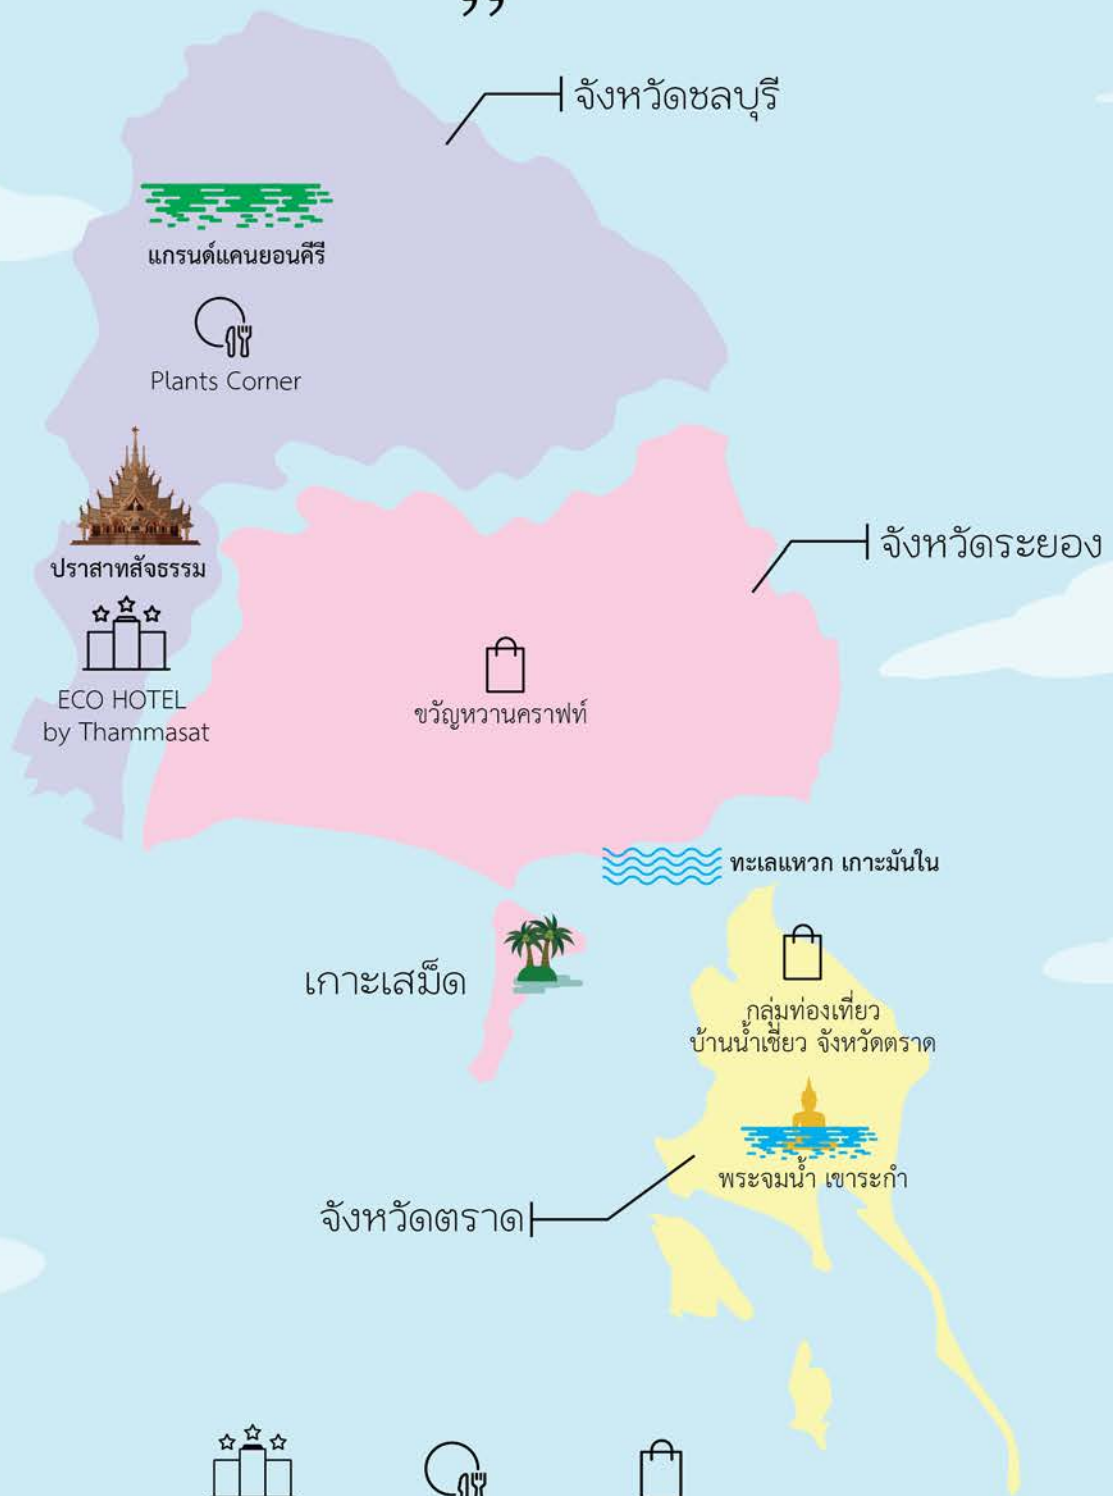 ”
จังหวัดชลบุรี
แกรนด์แคนยอนคีรี
Plants Corner
ปราสาทสัจธรรม
ECO HOTEL
by Thammasat
จังหวัดระยอง
ขวัญหวานคราฟท์
ทะเลแหวก เกาะมันใน
เกาะเสม็ด
กลุ่มท่องเที่ยว
บ้านน้ำเชี่ยว จังหวัดตราด
พระจมน้ำ เขาระกำ
จังหวัดตราด